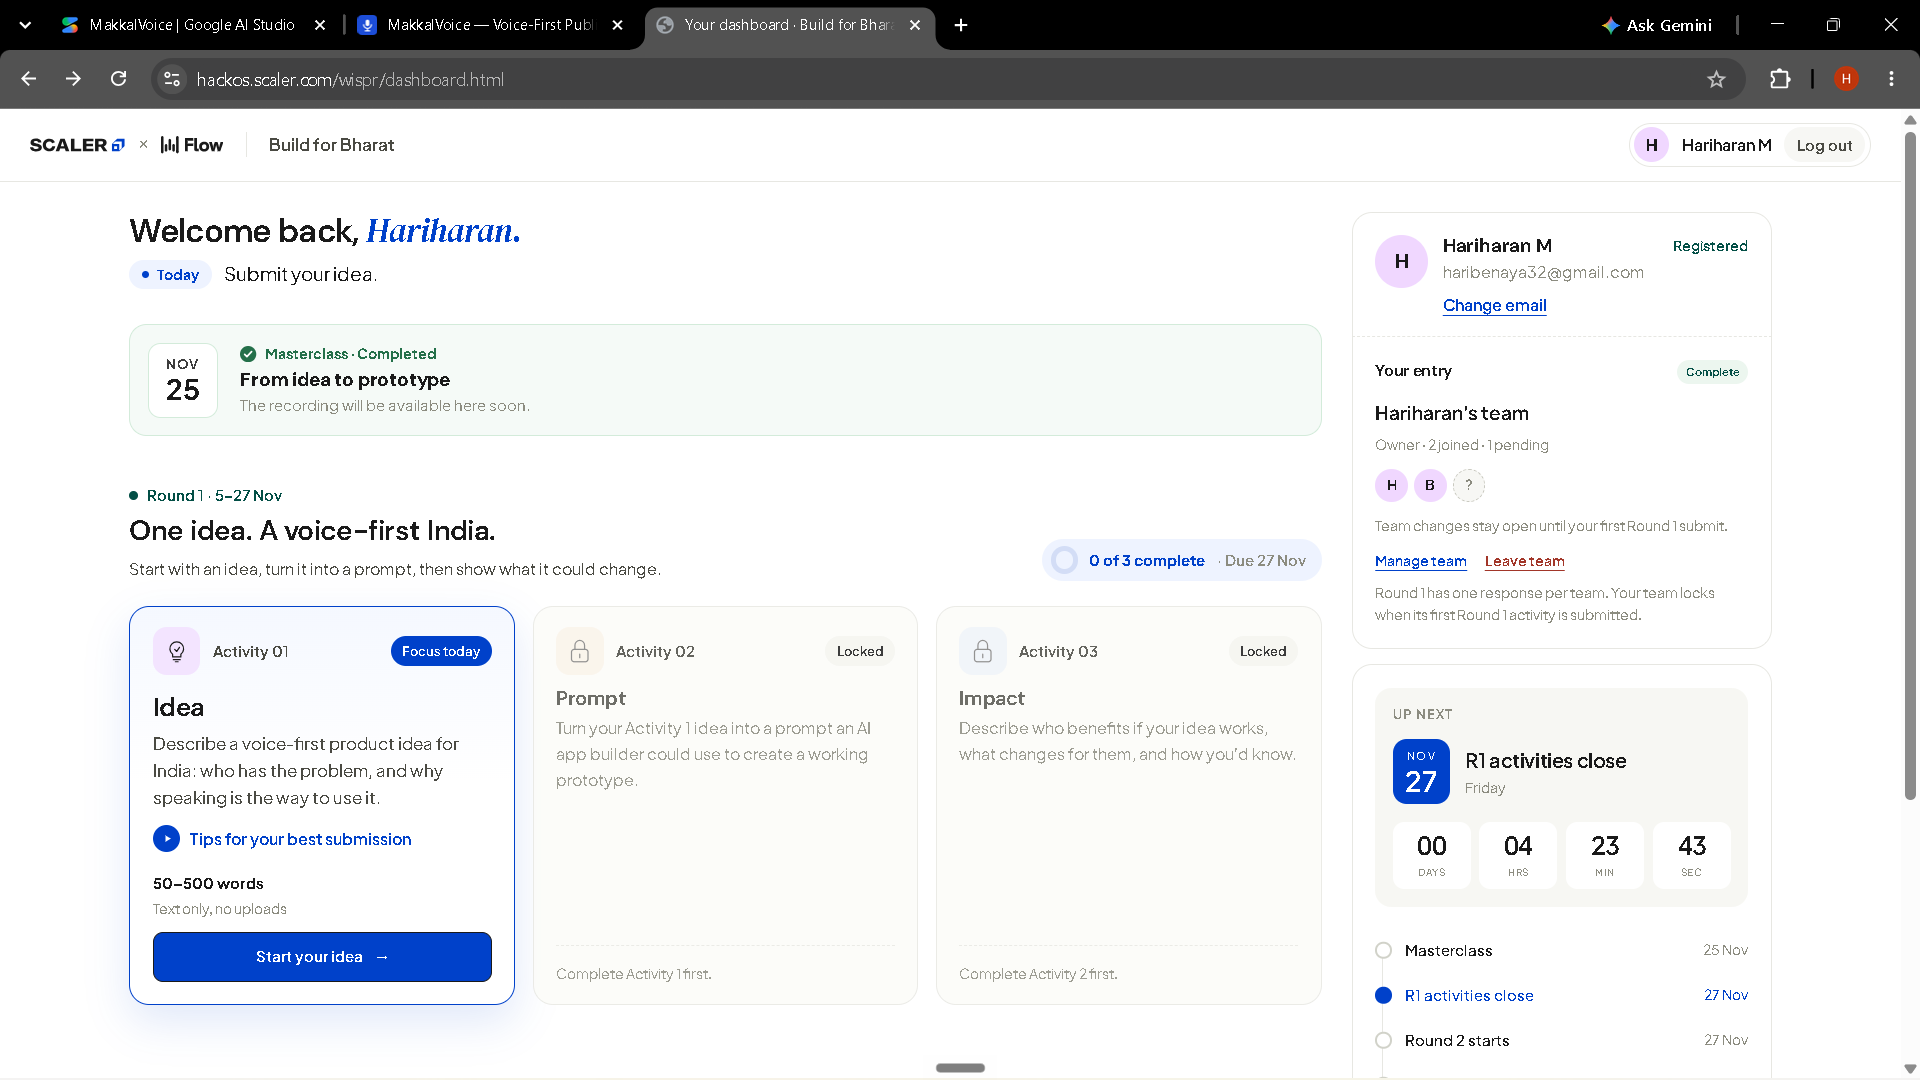 MakkalVoice | Google AI Studio
MakkalVoice — Voice-First Publ
Your dashboard · Build for Bhara
Ask Gemini
hackos.scaler.com/wispr/dashboard.html
H
SCALER × Flow
Build for Bharat
H
Hariharan M
Log out
Welcome back, Hariharan.
Today
Submit your idea.
NOV
25
Masterclass · Completed
From idea to prototype
The recording will be available here soon.
Round 1 · 5–27 Nov
One idea. A voice-first India.
Start with an idea, turn it into a prompt, then show what it could change.
0 of 3 complete · Due 27 Nov
Activity 01
Focus today
Idea
Describe a voice-first product idea for
India: who has the problem, and why
speaking is the way to use it.
Tips for your best submission
50–500 words
Text only, no uploads
Start your idea →
Activity 02
Locked
Prompt
Turn your Activity 1 idea into a prompt an AI
app builder could use to create a working
prototype.
Complete Activity 1 first.
Activity 03
Locked
Impact
Describe who benefits if your idea works,
what changes for them, and how you'd know.
Complete Activity 2 first.
H
Hariharan M
Registered
haribenaya32@gmail.com
Change email
Your entry
Complete
Hariharan's team
Owner · 2 joined · 1 pending
H B ?
Team changes stay open until your first Round 1 submit.
Manage team
Leave team
Round 1 has one response per team. Your team locks
when its first Round 1 activity is submitted.
UP NEXT
NOV
27
R1 activities close
Friday
00 04 23 43
DAYS HRS MIN SEC
Masterclass 25 Nov
R1 activities close 27 Nov
Round 2 starts 27 Nov